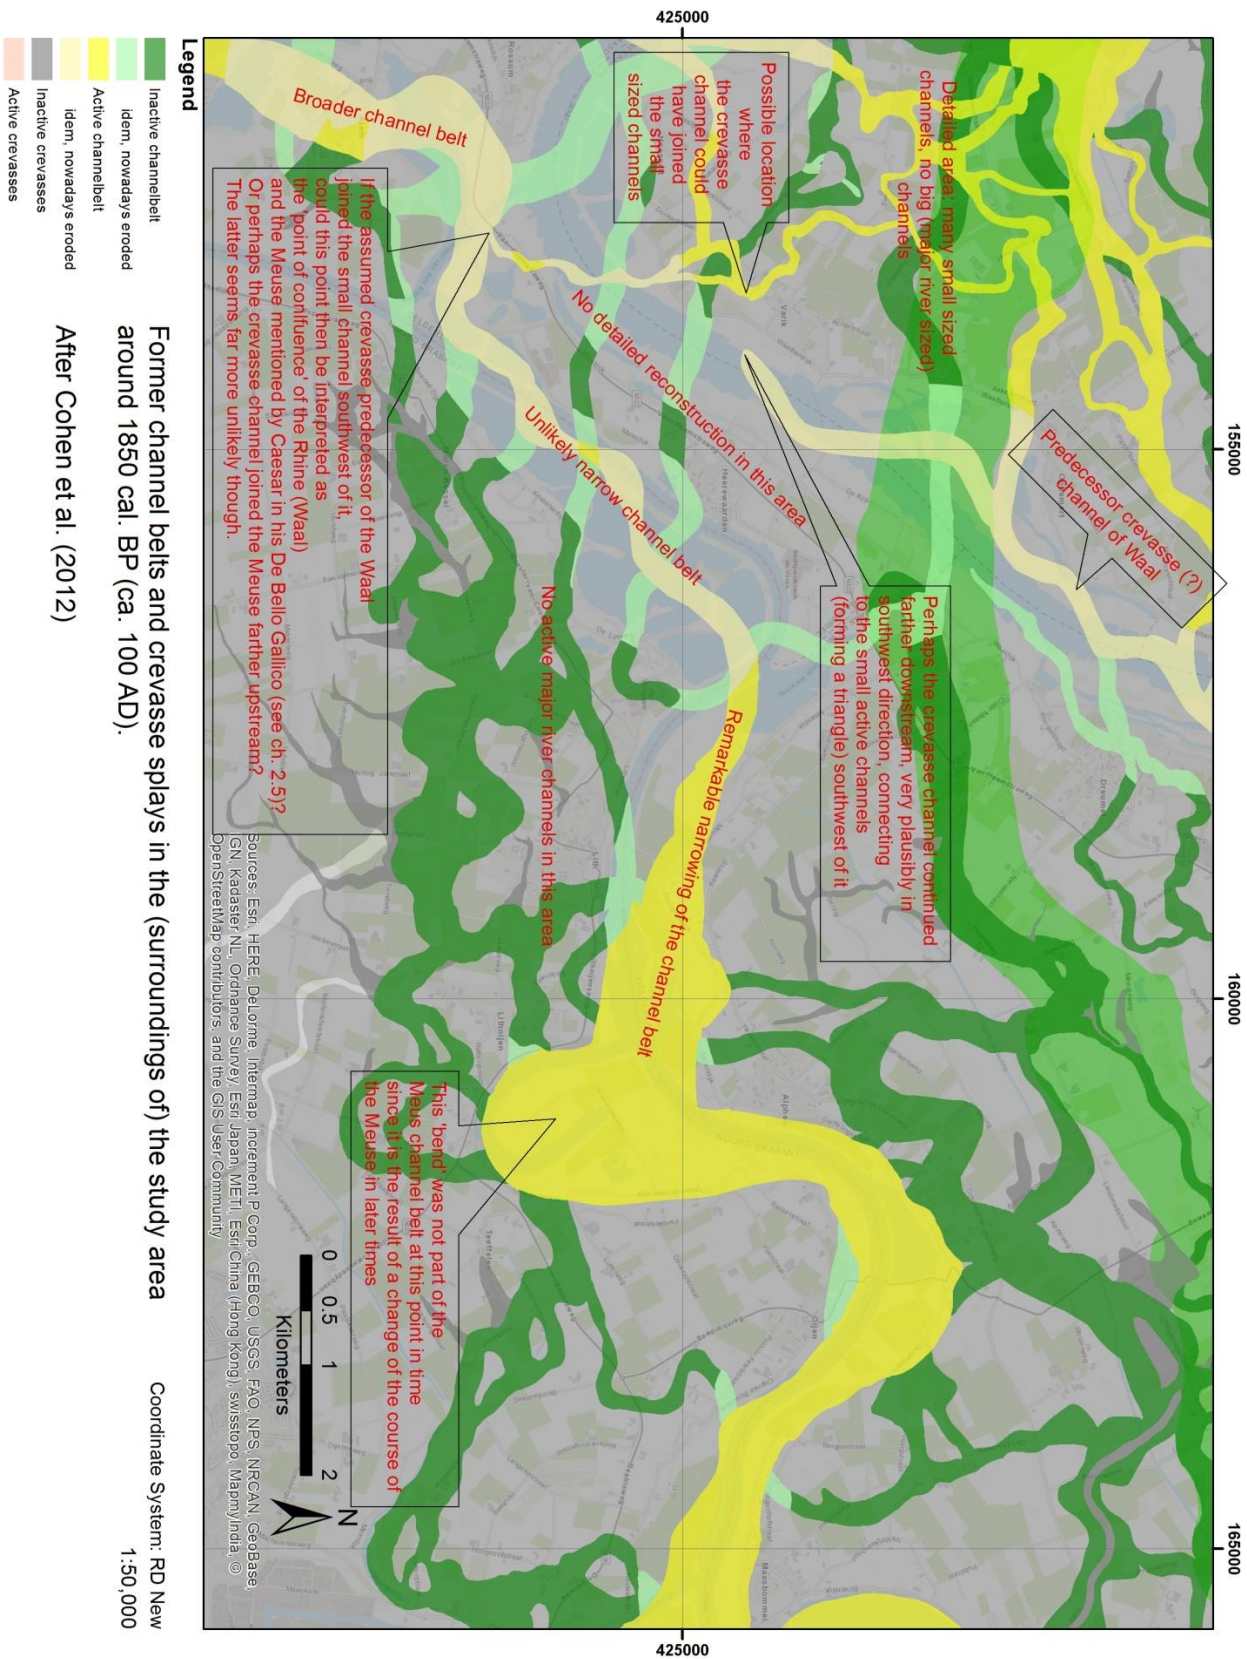 425000
155000
160000
165000
425000
Predecessor crevasse (?)
channel of Waal
Detailed area: many small sized
channels, no big (major river sized)
channels
Perhaps the crevasse channel continued
farther downstream, very plausibly in
southwest direction, connecting
to the small active channels
(forming a triangle) southwest of it
Possible location
where
the crevasse
channel could
have joined
the small
sized channels
No detailed reconstruction in this area
Remarkable narrowing of the channel belt
Unlikely narrow channel belt
No active major river channels in this area
Broader channel belt
If the assumed crevasse predecessor of the Waal
joined the small channel southwest of it,
could this point then be interpreted as
the 'point of confluence' of the Rhine (Waal)
and the Meuse mentioned by Caesar in his De Bello Gallico (see ch. 2.5)?
Or perhaps the crevasse channel joined the Meuse farther upstream?
The latter seems far more unlikely though.
This 'bend' was not part of the
Meus channel belt at this point in time
since it is the result of a change of the course of
the Meuse in later times
Rossum
Varik
Heerewaarden
Dreumel
Alphen
Lith
Lithoijen
Teeffelen
Oijen
Maasbommel
N
0 0.5 1 2
Kilometers
Sources: Esri, HERE, DeLorme, Intermap, increment P Corp., GEBCO, USGS, FAO, NPS, NRCAN, GeoBase,
IGN, Kadaster NL, Ordnance Survey, Esri Japan, METI, Esri China (Hong Kong), swisstopo, MapmyIndia, ©
OpenStreetMap contributors, and the GIS User Community
Legend
Inactive channelbelt
idem, nowadays eroded
Active channelbelt
idem, nowadays eroded
Inactive crevasses
Active crevasses
Former channel belts and crevasse splays in the (surroundings of) the study area
around 1850 cal. BP (ca. 100 AD).
After Cohen et al. (2012)
Coordinate System: RD New
1:50,000